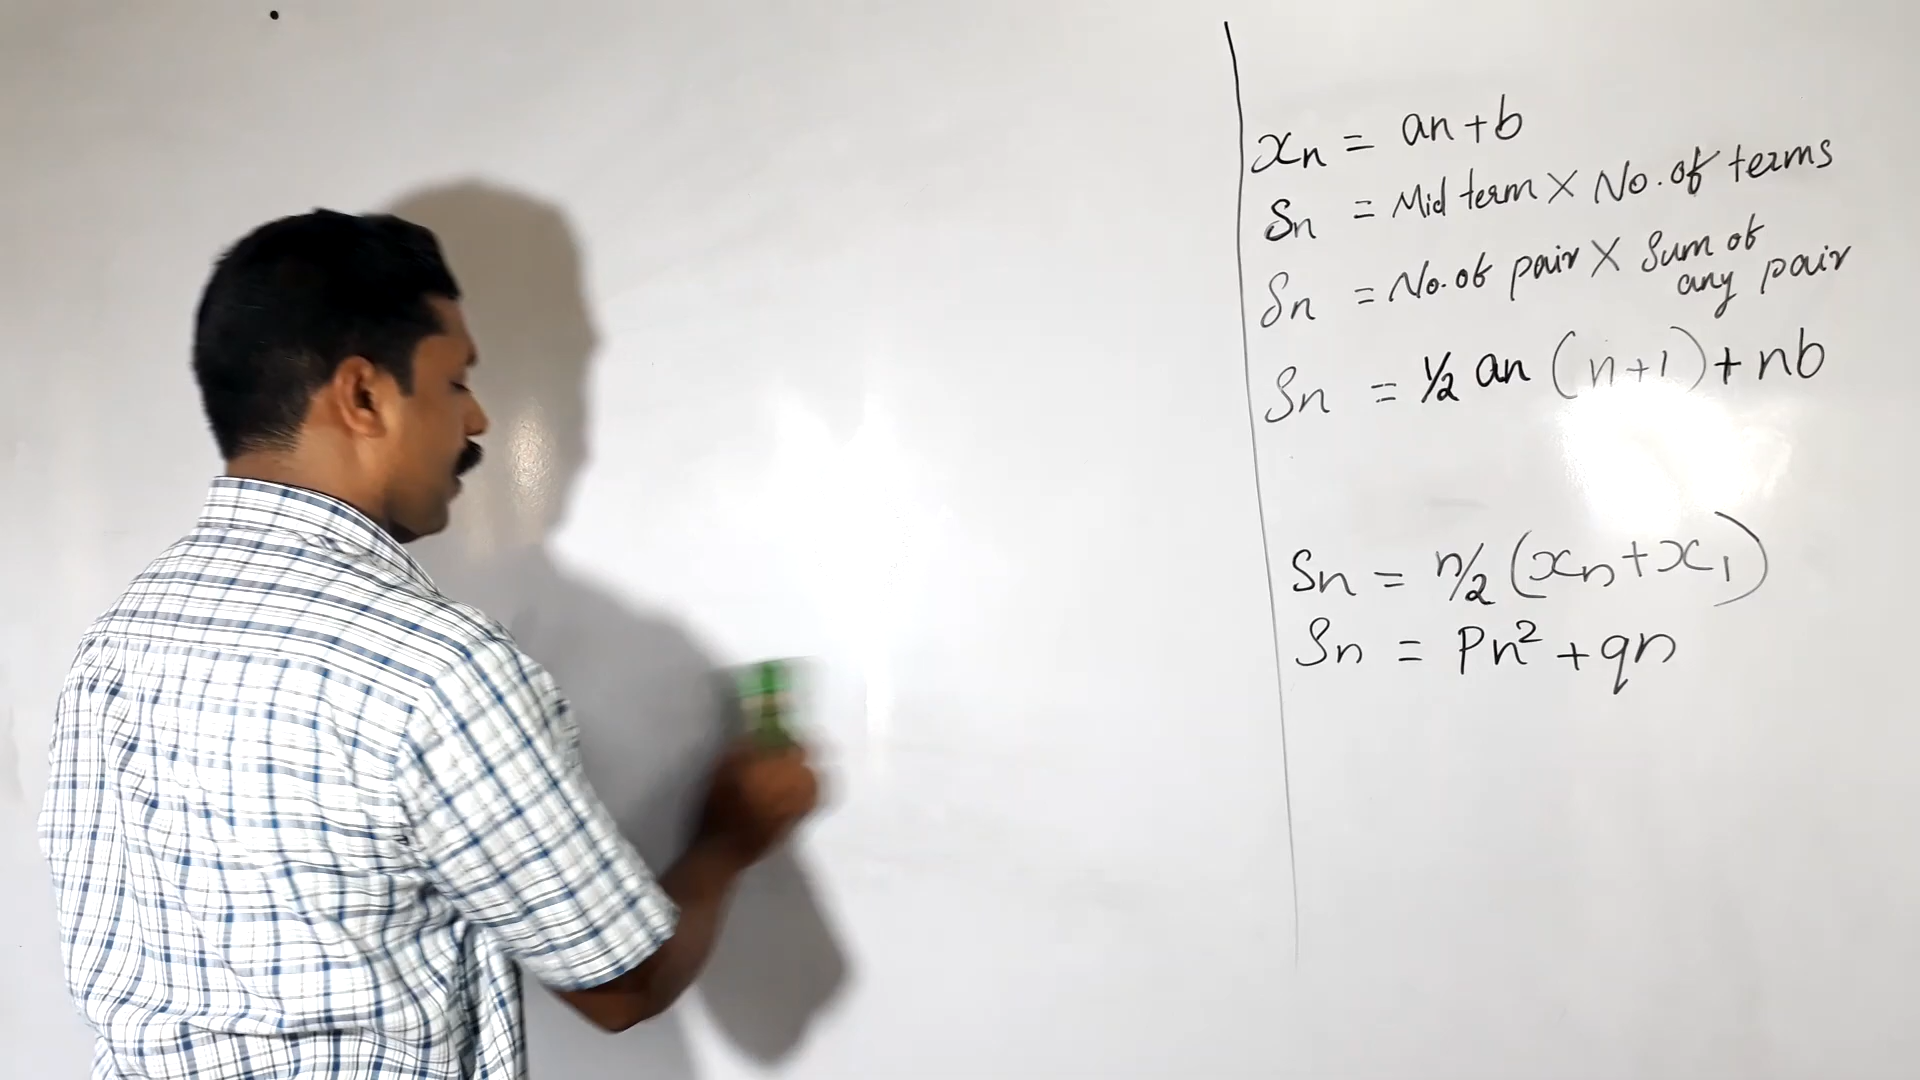 xn = an+b
Sn = Mid term × No. of terms
Sn = No. of pair × Sum of
any pair
Sn = 1/2 an (n+1) + nb
Sn = n/2 (xn + x1)
Sn = Pn² + qn